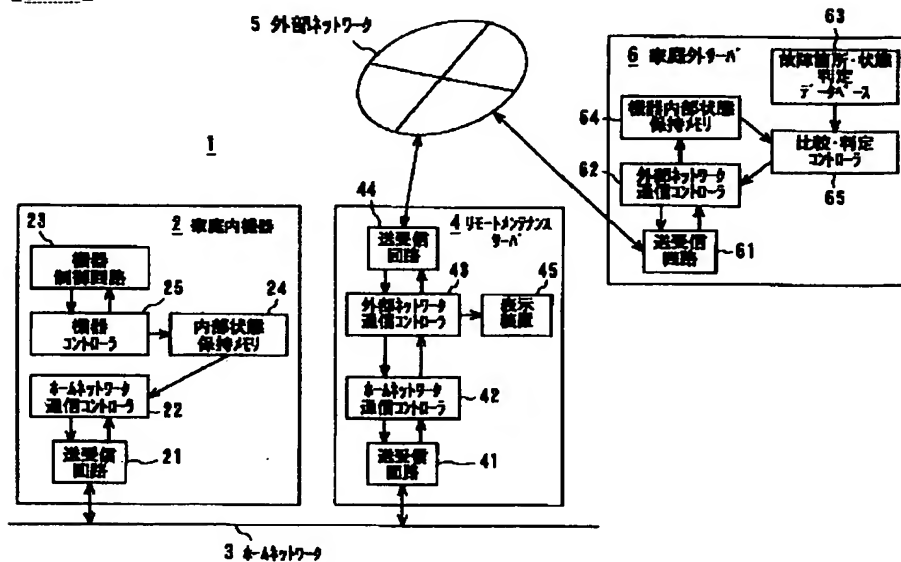 5 外部ネットワーク
1
63
6 家庭外サーバ
故障箇所・状態
判定
データベース
64
機器内部状態
保持メモリ
62
外部ネットワーク
通信コントローラ
比較・判定
コントローラ
65
送受信
回路
61
2 家庭内機器
23
機器
制御回路
25
24
機器
コントローラ
内部状態
保持メモリ
ホームネットワーク
通信コントローラ
22
送受信
回路
21
44
送受信
回路
4 リモートメンテナンス
サーバ
43
45
外部ネットワーク
通信コントローラ
表示
装置
ホームネットワーク
通信コントローラ
42
送受信
回路
41
3 ホームネットワーク